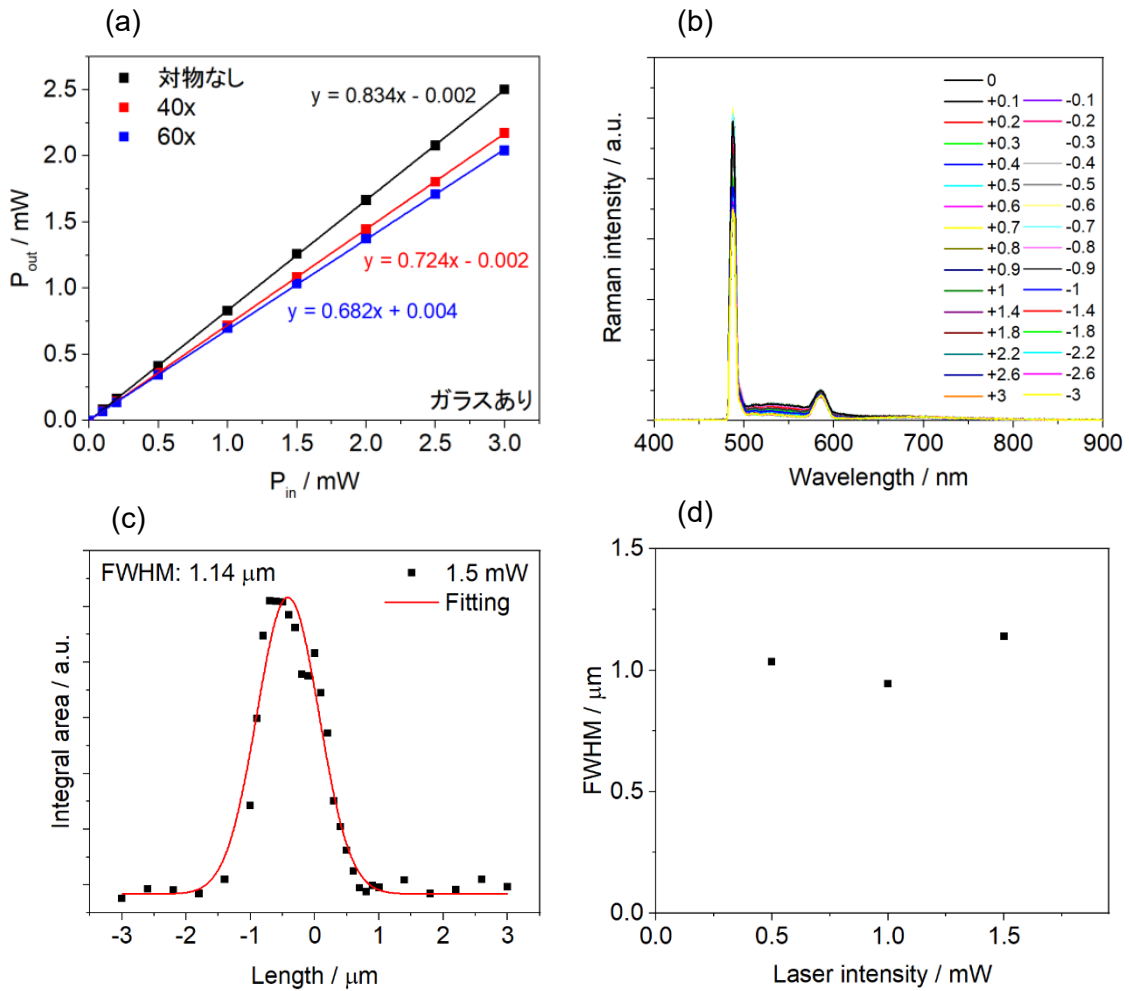 (a)
対物なし
40x
60x
y = 0.834x - 0.002
y = 0.724x - 0.002
y = 0.682x + 0.004
ガラスあり
P_out / mW
2.5
2.0
1.5
1.0
0.5
0.0
0.0 0.5 1.0 1.5 2.0 2.5 3.0
P_in / mW
(b)
Raman intensity / a.u.
0
+0.1 -0.1
+0.2 -0.2
+0.3 -0.3
+0.4 -0.4
+0.5 -0.5
+0.6 -0.6
+0.7 -0.7
+0.8 -0.8
+0.9 -0.9
+1 -1
+1.4 -1.4
+1.8 -1.8
+2.2 -2.2
+2.6 -2.6
+3 -3
400 500 600 700 800 900
Wavelength / nm
(c)
FWHM: 1.14 μm
1.5 mW
Fitting
Integral area / a.u.
-3 -2 -1 0 1 2 3
Length / μm
(d)
FWHM / μm
1.5
1.0
0.5
0.0
0.0 0.5 1.0 1.5
Laser intensity / mW